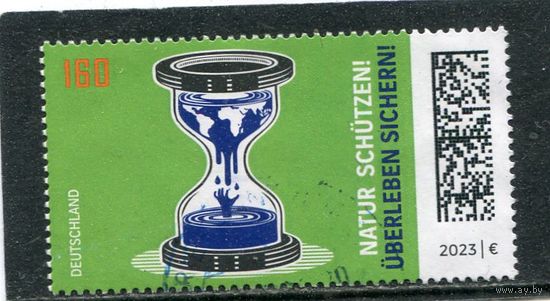 160
DEUTSCHLAND
NATUR SCHÜTZEN!
ÜBERLEBEN SICHERN!
2023 | €
www.ay.by